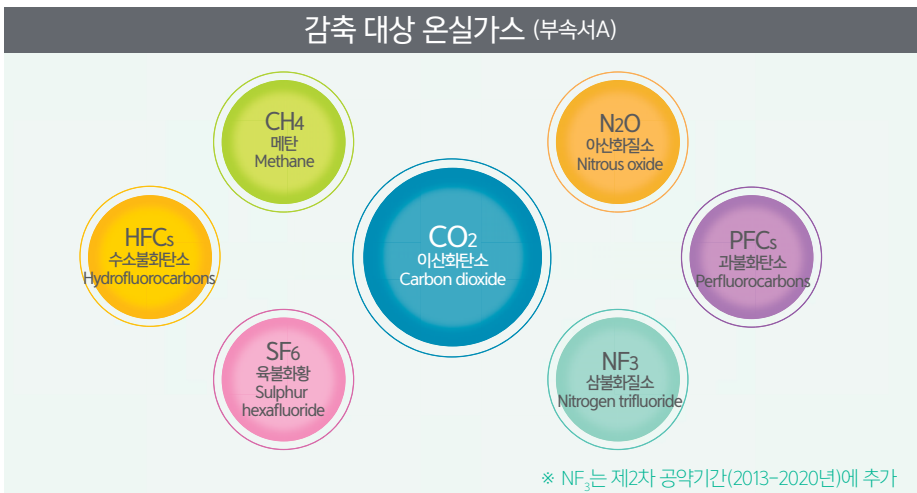 감축 대상 온실가스 (부속서A)
CH4
메탄
Methane
N2O
아산화질소
Nitrous oxide
HFCs
수소불화탄소
Hydrofluorocarbons
CO2
이산화탄소
Carbon dioxide
PFCs
과불화탄소
Perfluorocarbons
SF6
육불화황
Sulphur
hexafluoride
NF3
삼불화질소
Nitrogen trifluoride
※ NF3는 제2차 공약기간(2013-2020년)에 추가